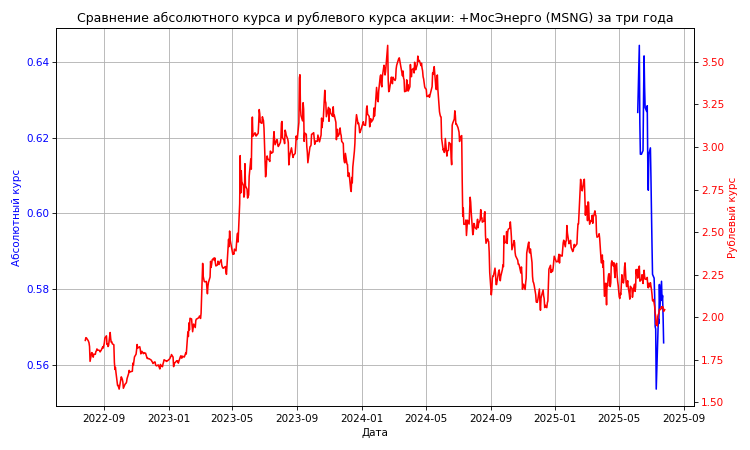 Сравнение абсолютного курса и рублевого курса акции: +МосЭнерго (MSNG) за три года
0.64
0.62
0.60
0.58
0.56
Абсолютный курс
3.50
3.25
3.00
2.75
2.50
2.25
2.00
1.75
1.50
Рублевый курс
2022-09 2023-01 2023-05 2023-09 2024-01 2024-05 2024-09 2025-01 2025-05 2025-09
Дата